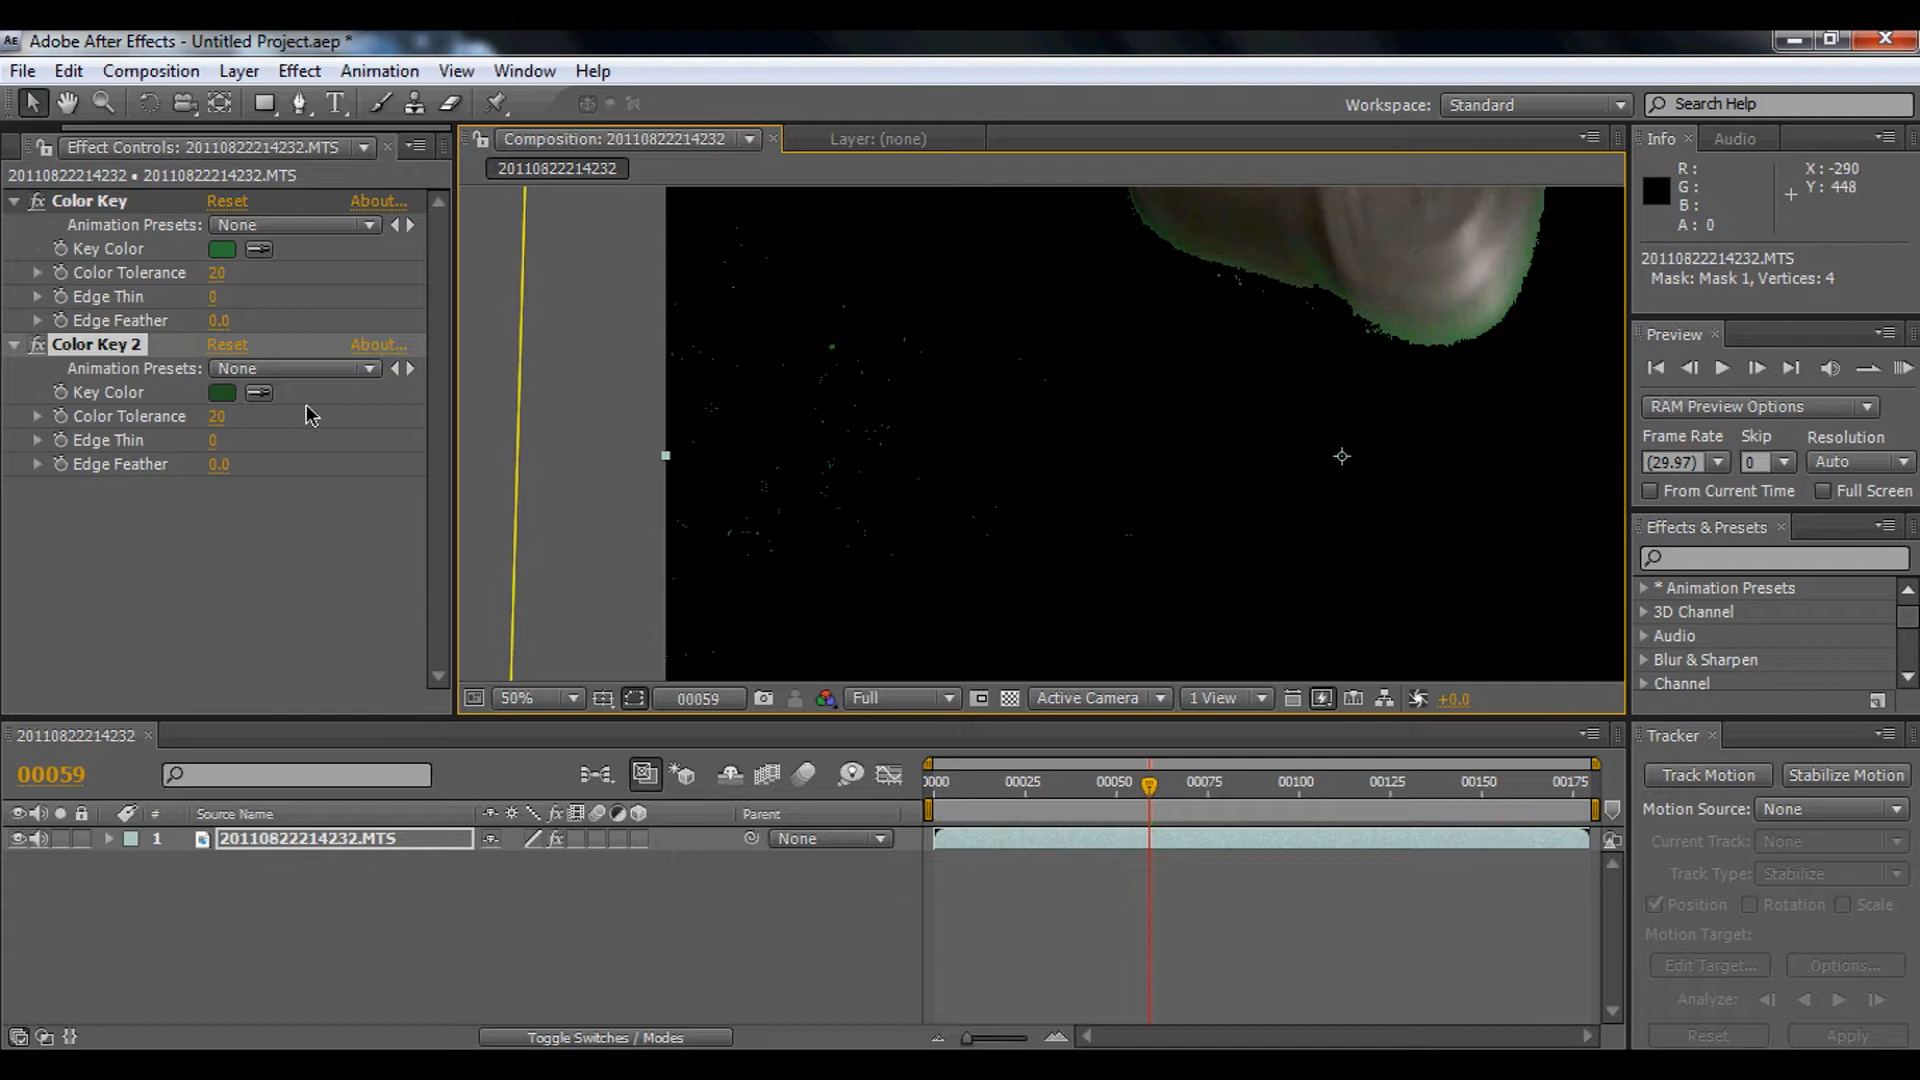 AE Adobe After Effects - Untitled Project.aep *
File Edit Composition Layer Effect Animation View Window Help
T Workspace: Standard Search Help
Effect Controls: 20110822214232.MTS
20110822214232 • 20110822214232.MTS
fx Color Key Reset About...
Animation Presets: None
Key Color
Color Tolerance 20
Edge Thin 0
Edge Feather 0.0
fx Color Key 2 Reset About...
Animation Presets: None
Key Color
Color Tolerance 20
Edge Thin 0
Edge Feather 0.0
Composition: 20110822214232 Layer: (none)
20110822214232
50% 00059 Full Active Camera 1 View +0.0
Info Audio
R: X: -290
G: Y: 448
B:
A: 0
20110822214232.MTS
Mask: Mask 1, Vertices: 4
Preview
RAM Preview Options
Frame Rate Skip Resolution
(29.97) 0 Auto
From Current Time Full Screen
Effects & Presets
* Animation Presets
3D Channel
Audio
Blur & Sharpen
Channel
20110822214232
00059
0000 00025 00050 00075 00100 00125 00150 00175
# Source Name fx Parent
1 20110822214232.MTS fx None
Toggle Switches / Modes
Tracker
Track Motion Stabilize Motion
Motion Source: None
Current Track: None
Track Type: Stabilize
Position Rotation Scale
Motion Target:
Edit Target... Options...
Analyze:
Reset Apply